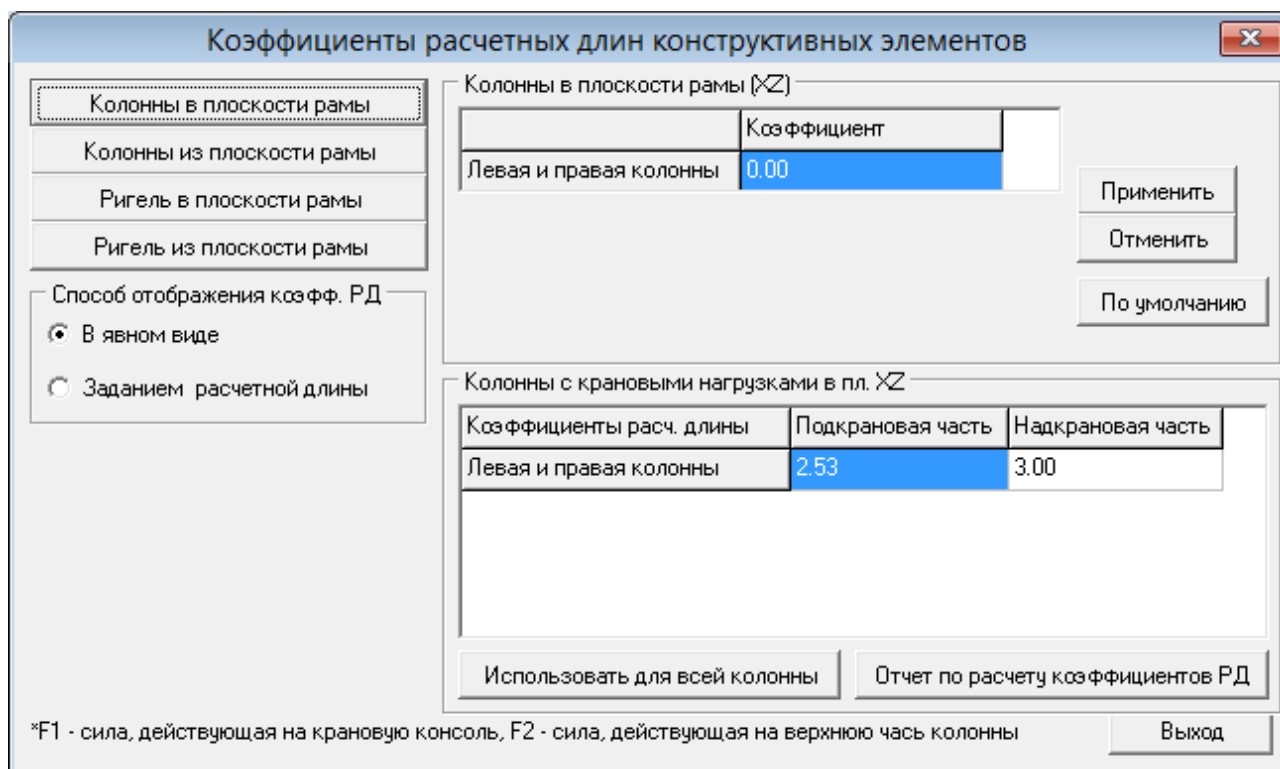 Коэффициенты расчетных длин конструктивных элементов
Колонны в плоскости рамы
Колонны из плоскости рамы
Ригель в плоскости рамы
Ригель из плоскости рамы
Способ отображения коэфф. РД
В явном виде
Заданием расчетной длины
Колонны в плоскости рамы (XZ)
Коэффициент
Левая и правая колонны 0.00
Применить
Отменить
По умолчанию
Колонны с крановыми нагрузками в пл. XZ
Коэффициенты расч. длины Подкрановая часть Надкрановая часть
Левая и правая колонны 2.53 3.00
Использовать для всей колонны Отчет по расчету коэффициентов РД
*F1 - сила, действующая на крановую консоль, F2 - сила, действующая на верхнюю чась колонны
Выход